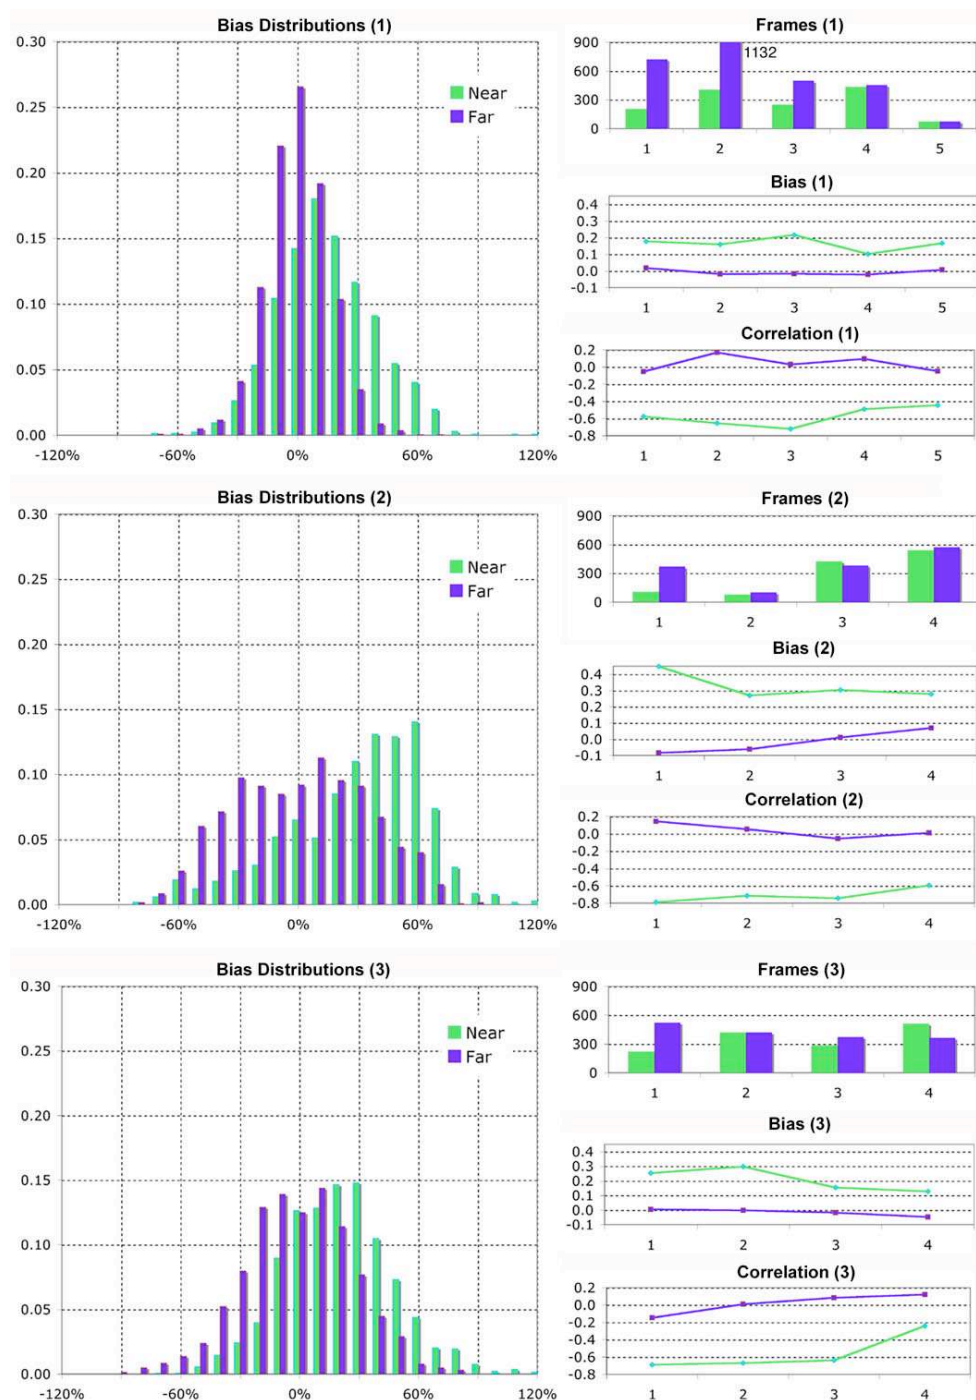 Bias Distributions (1)
0.30
0.25
0.20
0.15
0.10
0.05
0.00
-120% -60% 0% 60% 120%
Near
Far
Frames (1)
900
600
300
0
1132
1 2 3 4 5
Bias (1)
0.4
0.3
0.2
0.1
0.0
-0.1
1 2 3 4 5
Correlation (1)
0.2
0.0
-0.2
-0.4
-0.6
-0.8
1 2 3 4 5
Bias Distributions (2)
0.30
0.25
0.20
0.15
0.10
0.05
0.00
-120% -60% 0% 60% 120%
Near
Far
Frames (2)
900
600
300
0
1 2 3 4
Bias (2)
0.4
0.3
0.2
0.1
0.0
-0.1
1 2 3 4
Correlation (2)
0.2
0.0
-0.2
-0.4
-0.6
-0.8
1 2 3 4
Bias Distributions (3)
0.30
0.25
0.20
0.15
0.10
0.05
0.00
-120% -60% 0% 60% 120%
Near
Far
Frames (3)
900
600
300
0
1 2 3 4
Bias (3)
0.4
0.3
0.2
0.1
0.0
-0.1
1 2 3 4
Correlation (3)
0.2
0.0
-0.2
-0.4
-0.6
-0.8
1 2 3 4